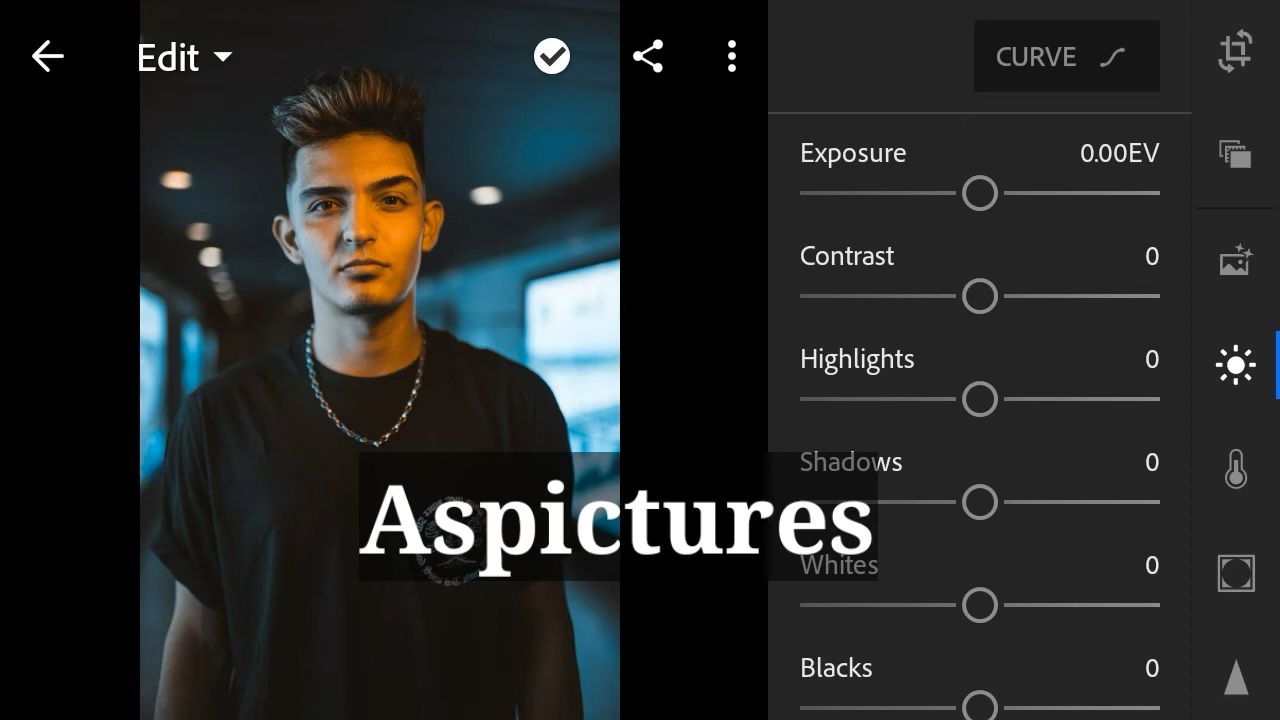 Edit
CURVE
Exposure 0.00EV
Contrast 0
Highlights 0
Shadows 0
Aspictures
Whites 0
Blacks 0